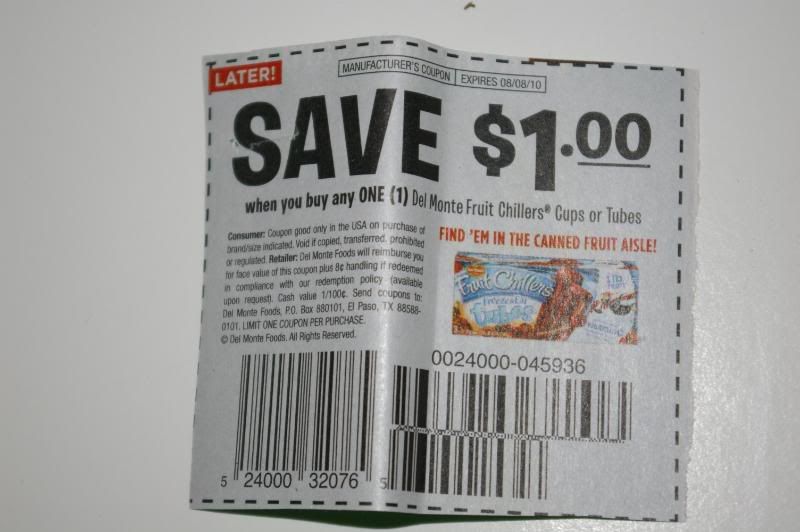 LATER!
MANUFACTURER'S COUPON EXPIRES 08/08/10
SAVE $1.00
when you buy any ONE (1) Del Monte Fruit Chillers® Cups or Tubes
Consumer: Coupon good only in the USA on purchase of
brand/size indicated. Void if copied, transferred, prohibited
or regulated. Retailer: Del Monte Foods will reimburse you
for face value of this coupon plus 8¢ handling if redeemed
in compliance with our redemption policy (available
upon request). Cash value 1/100¢. Send coupons to:
Del Monte Foods, P.O. Box 880101, El Paso, TX 88588-
0101. LIMIT ONE COUPON PER PURCHASE.
© Del Monte Foods. All Rights Reserved.
FIND 'EM IN THE CANNED FRUIT AISLE!
Fruit Chillers
Freeze & Eat
tubes
0024000-045936
5 24000 32076 5